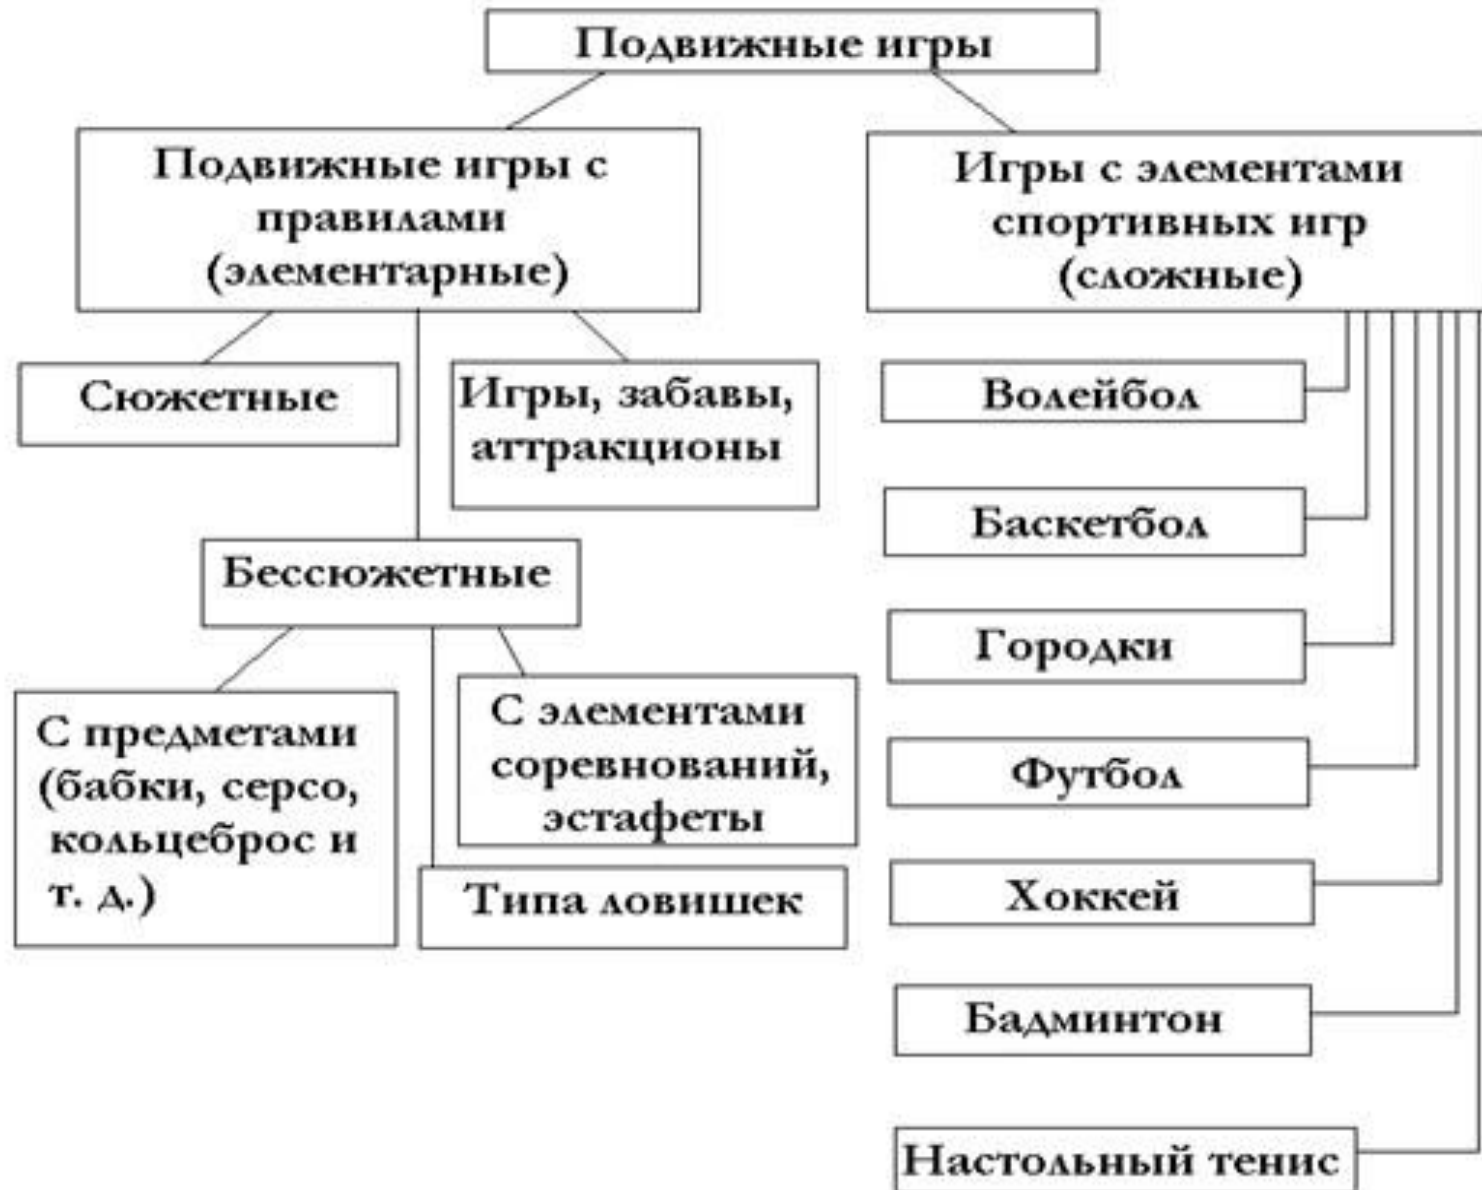 Подвижные игры
Подвижные игры с
правилами
(элементарные)
Игры с элементами
спортивных игр
(сложные)
Сюжетные
Игры, забавы,
аттракционы
Бессюжетные
С предметами
(бабки, серсо,
кольцеброс и
т. д.)
С элементами
соревнований,
эстафеты
Типа ловишек
Волейбол
Баскетбол
Городки
Футбол
Хоккей
Бадминтон
Настольный тенис